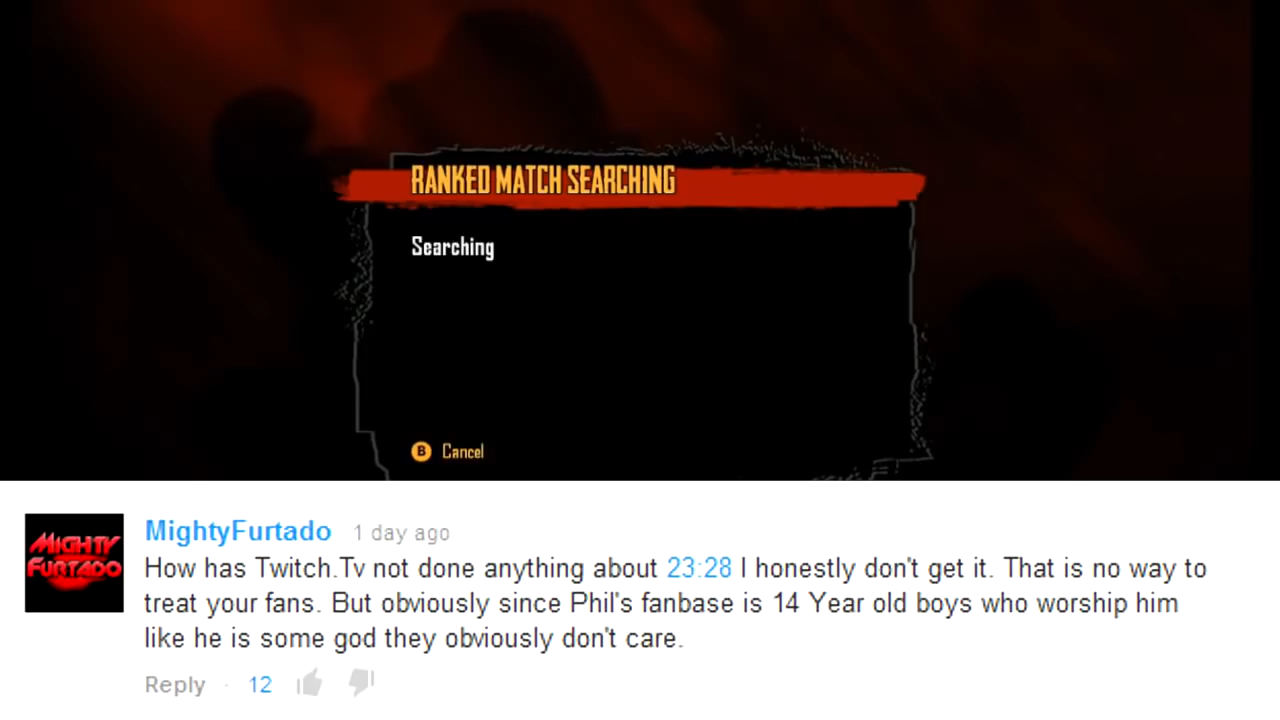 RANKED MATCH SEARCHING
Searching
B Cancel
MIGHTY
FURTADO
MightyFurtado 1 day ago
How has Twitch.Tv not done anything about 23:28 I honestly don't get it. That is no way to
treat your fans. But obviously since Phil's fanbase is 14 Year old boys who worship him
like he is some god they obviously don't care.
Reply · 12